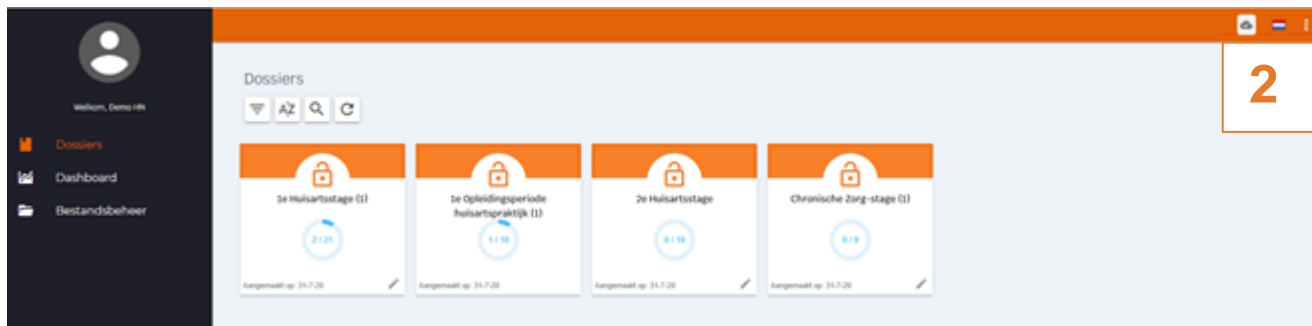 2
Welkom, Demo HN
Dossiers
Dashboard
Bestandsbeheer
Dossiers
AZ
1e Huisartsstage (1)
2 / 21
Aangemaakt op: 31-7-20
1e Opleidingsperiode
huisartspraktijk (1)
1 / 10
Aangemaakt op: 31-7-20
2e Huisartsstage
0 / 19
Aangemaakt op: 31-7-20
Chronische Zorg-stage (1)
0 / 9
Aangemaakt op: 31-7-20